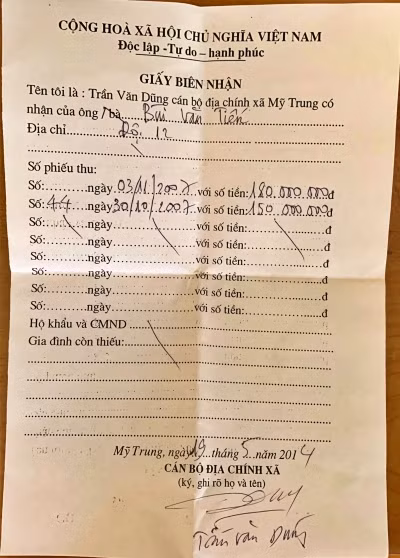 CỘNG HOÀ XÃ HỘI CHỦ NGHĨA VIỆT NAM
Độc lập -Tự do – hạnh phúc
GIẤY BIÊN NHẬN
Tên tôi là : Trần Văn Dũng cán bộ địa chính xã Mỹ Trung có
nhận của ông /bà.......Bùi Văn Tiến
Địa chỉ..............Đội 12
Số phiếu thu:
Số:..........ngày 03/11/2007 với số tiền: 180.000.000đ
Số: 44 ngày 30/10/2007 với số tiền: 150.000.000đ
Số:..........ngày....................với số tiền:....................đ
Số:..........ngày....................với số tiền:....................đ
Số:..........ngày....................với số tiền:....................đ
Số:..........ngày....................với số tiền:....................đ
Số:..........ngày....................với số tiền:....................đ
Số:..........ngày....................với số tiền:....................đ
Hộ khẩu và CMND
Gia đình còn thiếu:
Mỹ Trung, ngày 19 tháng 5 năm 2014
CÁN BỘ ĐỊA CHÍNH XÃ
(ký, ghi rõ họ và tên)
Trần Văn Dũng